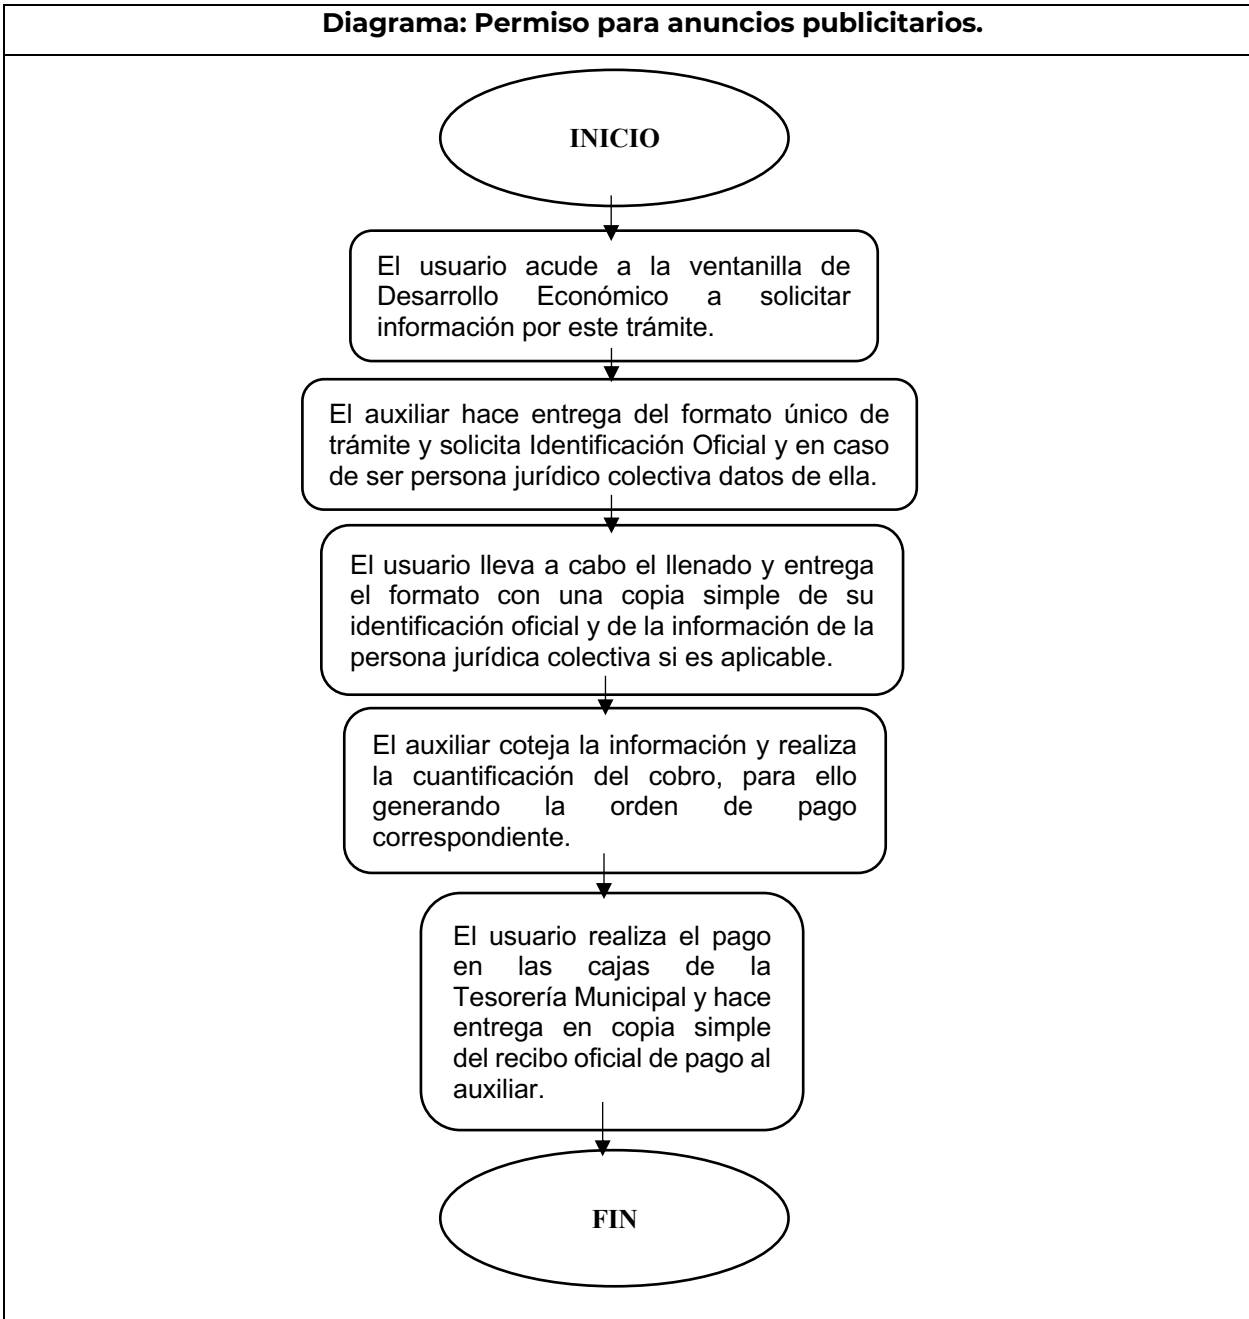 Diagrama: Permiso para anuncios publicitarios.
INICIO
El usuario acude a la ventanilla de
Desarrollo Económico a solicitar
información por este trámite.
El auxiliar hace entrega del formato único de
trámite y solicita Identificación Oficial y en caso
de ser persona jurídico colectiva datos de ella.
El usuario lleva a cabo el llenado y entrega
el formato con una copia simple de su
identificación oficial y de la información de la
persona jurídica colectiva si es aplicable.
El auxiliar coteja la información y realiza
la cuantificación del cobro, para ello
generando la orden de pago
correspondiente.
El usuario realiza el pago
en las cajas de la
Tesorería Municipal y hace
entrega en copia simple
del recibo oficial de pago al
auxiliar.
FIN